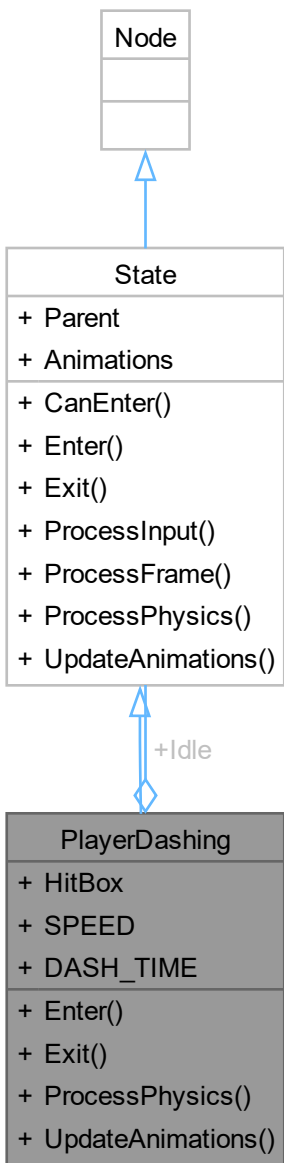 Node
State
+ Parent
+ Animations
+ CanEnter()
+ Enter()
+ Exit()
+ ProcessInput()
+ ProcessFrame()
+ ProcessPhysics()
+ UpdateAnimations()
+Idle
PlayerDashing
+ HitBox
+ SPEED
+ DASH_TIME
+ Enter()
+ Exit()
+ ProcessPhysics()
+ UpdateAnimations()